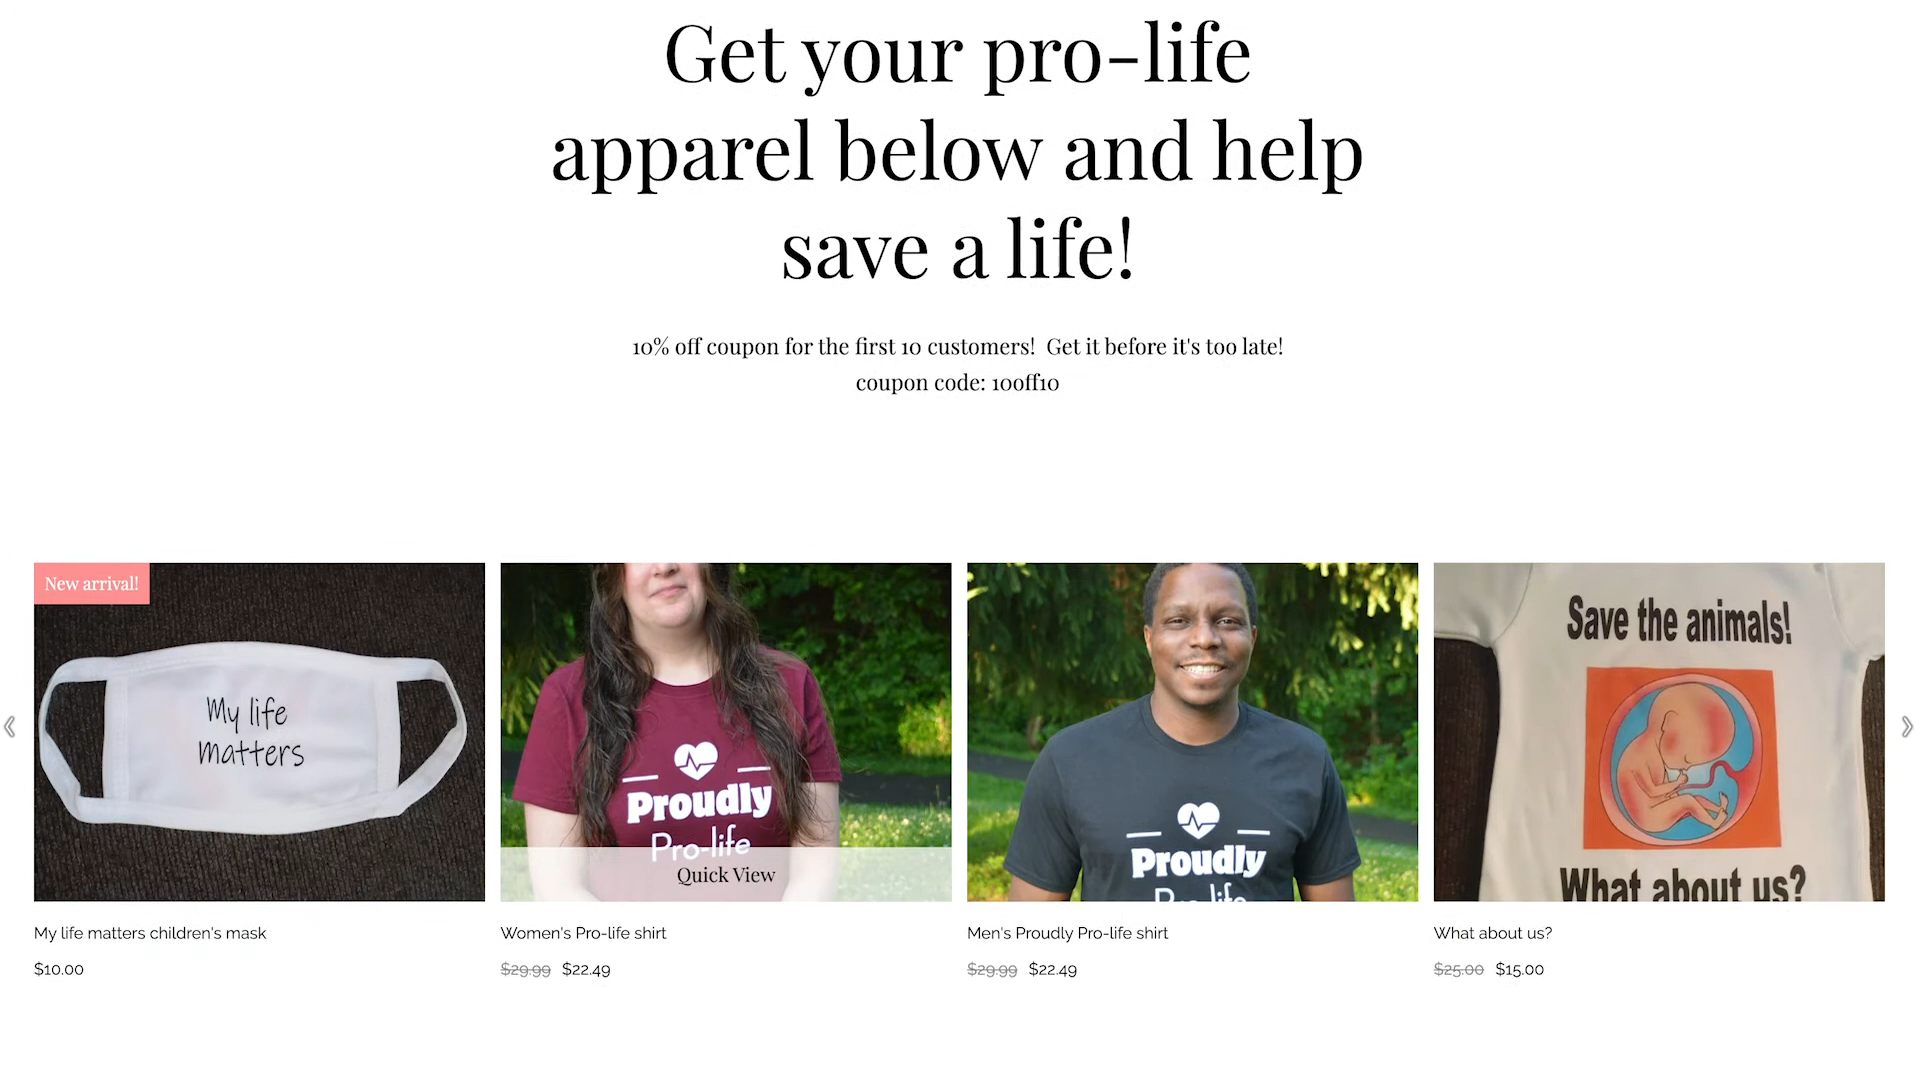 Get your pro-life
apparel below and help
save a life!
10% off coupon for the first 10 customers!  Get it before it's too late!
coupon code: 10off10
New arrival!
My life
matters
Proudly
Pro-life
Quick View
Proudly
Pro-life
Save the animals!
What about us?
My life matters children's mask
$10.00
Women's Pro-life shirt
$29.99 $22.49
Men's Proudly Pro-life shirt
$29.99 $22.49
What about us?
$25.00 $15.00